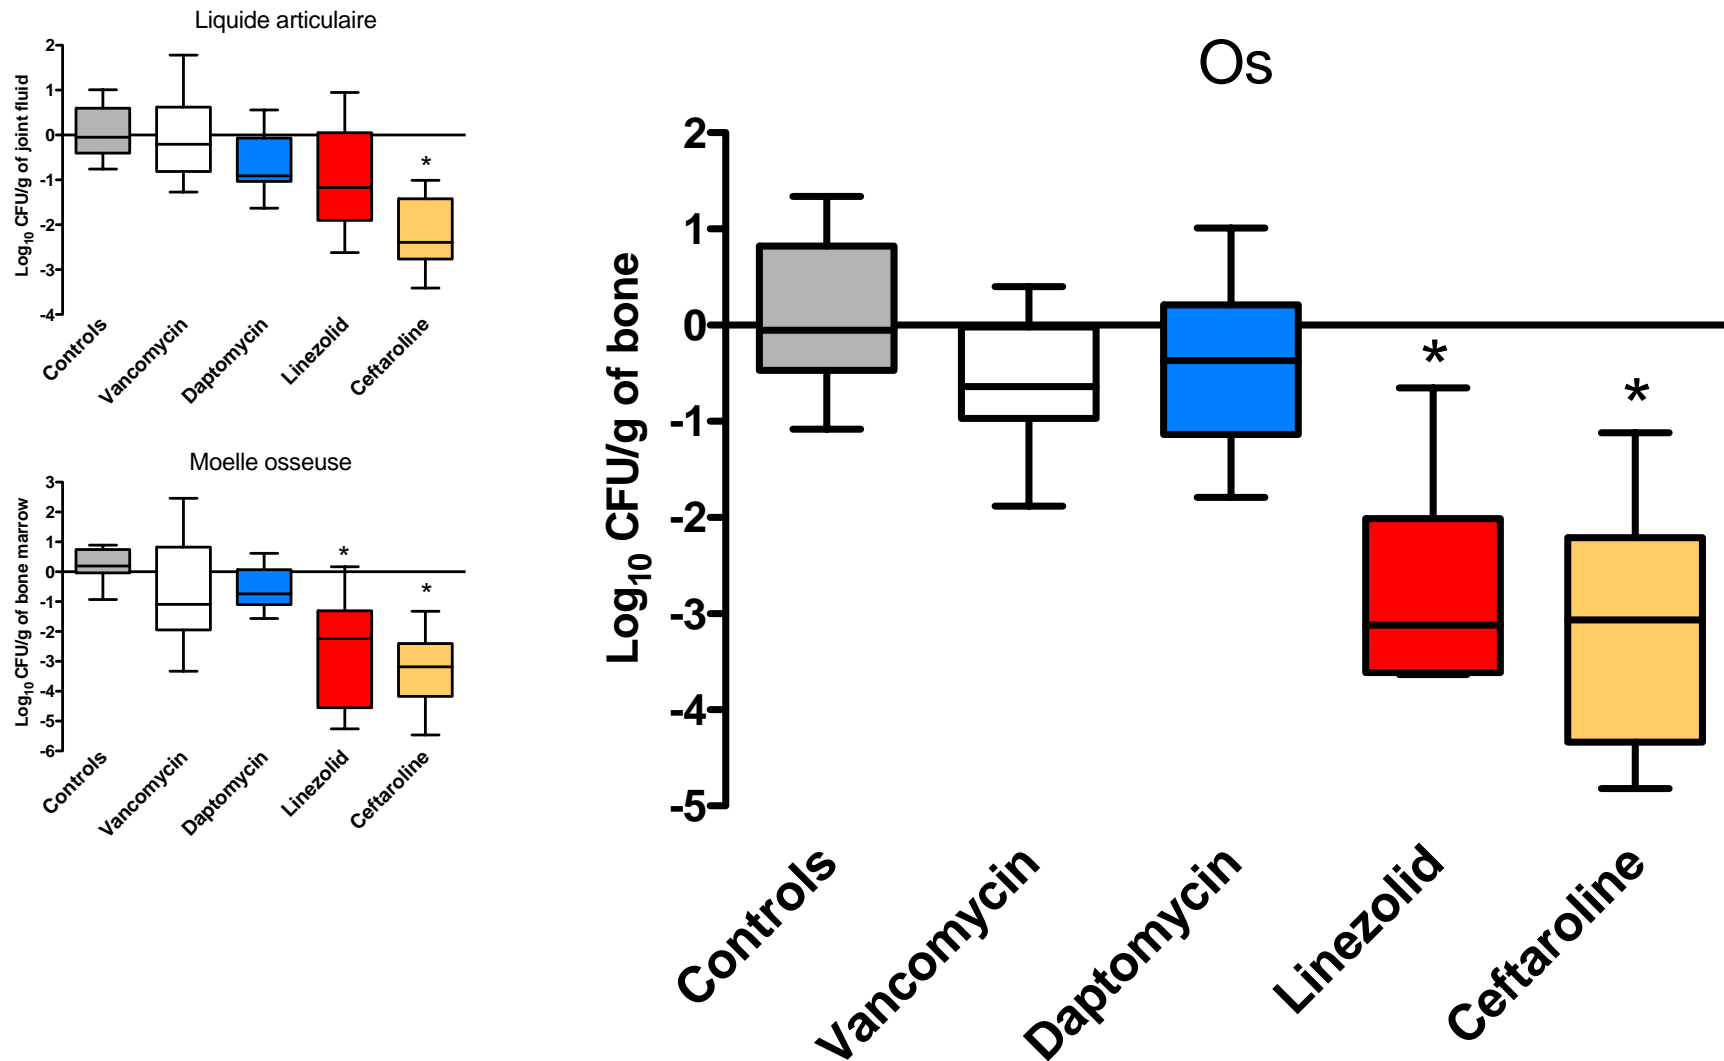 Liquide articulaire
Log10 CFU/g of joint fluid
2
1
0
-1
-2
-3
-4
*
Controls
Vancomycin
Daptomycin
Linezolid
Ceftaroline
Moelle osseuse
Log10 CFU/g of bone marrow
3
2
1
0
-1
-2
-3
-4
-5
-6
*
*
Controls
Vancomycin
Daptomycin
Linezolid
Ceftaroline
Os
Log10 CFU/g of bone
2
1
0
-1
-2
-3
-4
-5
*
*
Controls
Vancomycin
Daptomycin
Linezolid
Ceftaroline